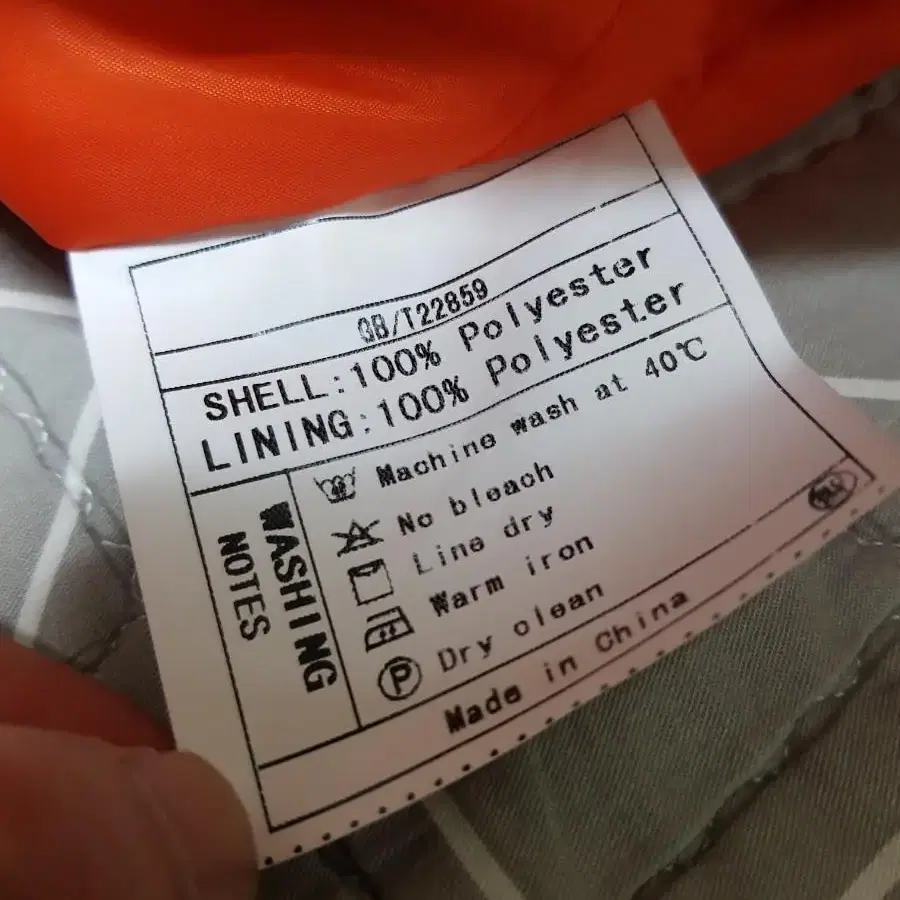 GB/T22859
SHELL:100% Polyester
LINING:100% Polyester
WASHING
NOTES
Machine wash at 40℃
No bleach
Line dry
Warm iron
P Dry clean
Made in China